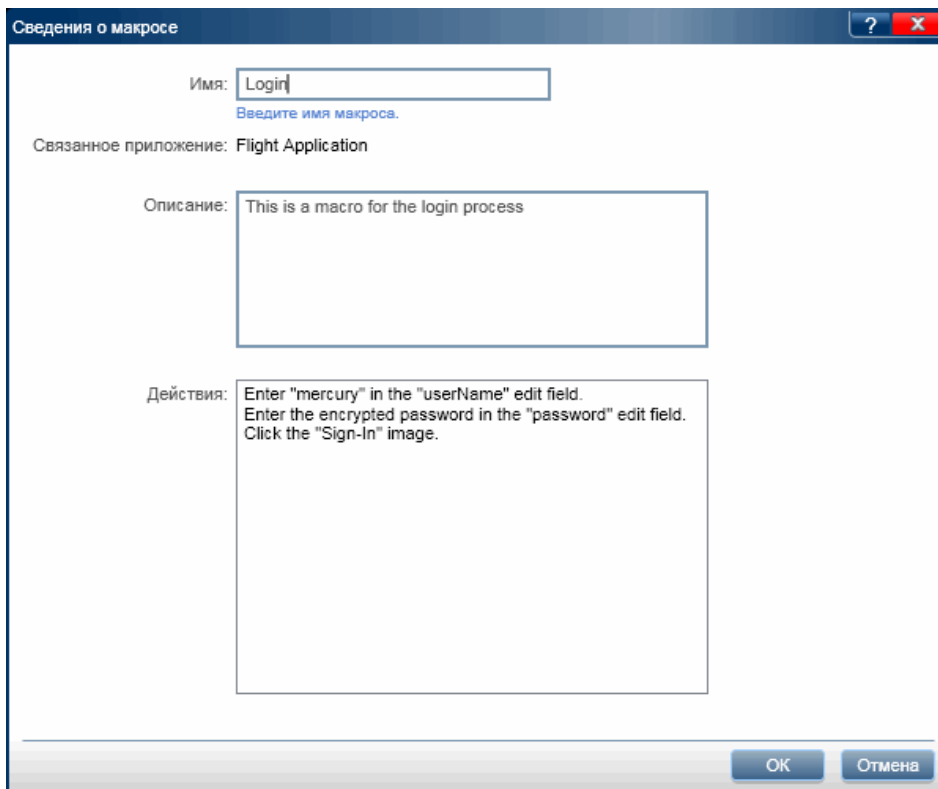 Сведения о макросе
? X
Имя: Login
Введите имя макроса.
Связанное приложение: Flight Application
Описание: This is a macro for the login process
Действия: Enter "mercury" in the "userName" edit field.
Enter the encrypted password in the "password" edit field.
Click the "Sign-In" image.
ОК Отмена